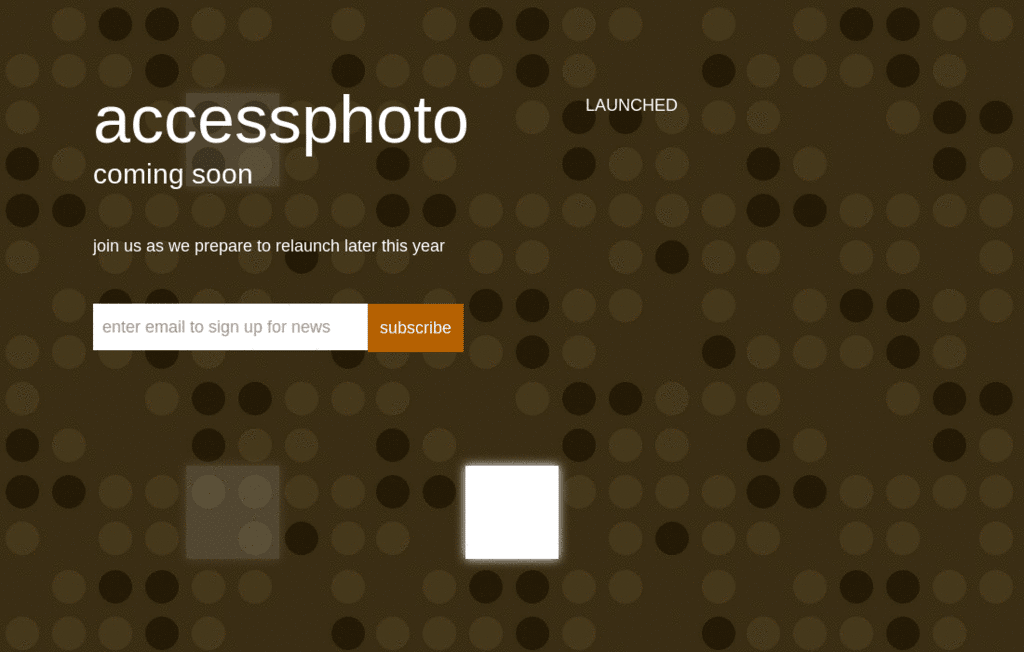 accessphoto
coming soon
LAUNCHED
join us as we prepare to relaunch later this year
enter email to sign up for news
subscribe